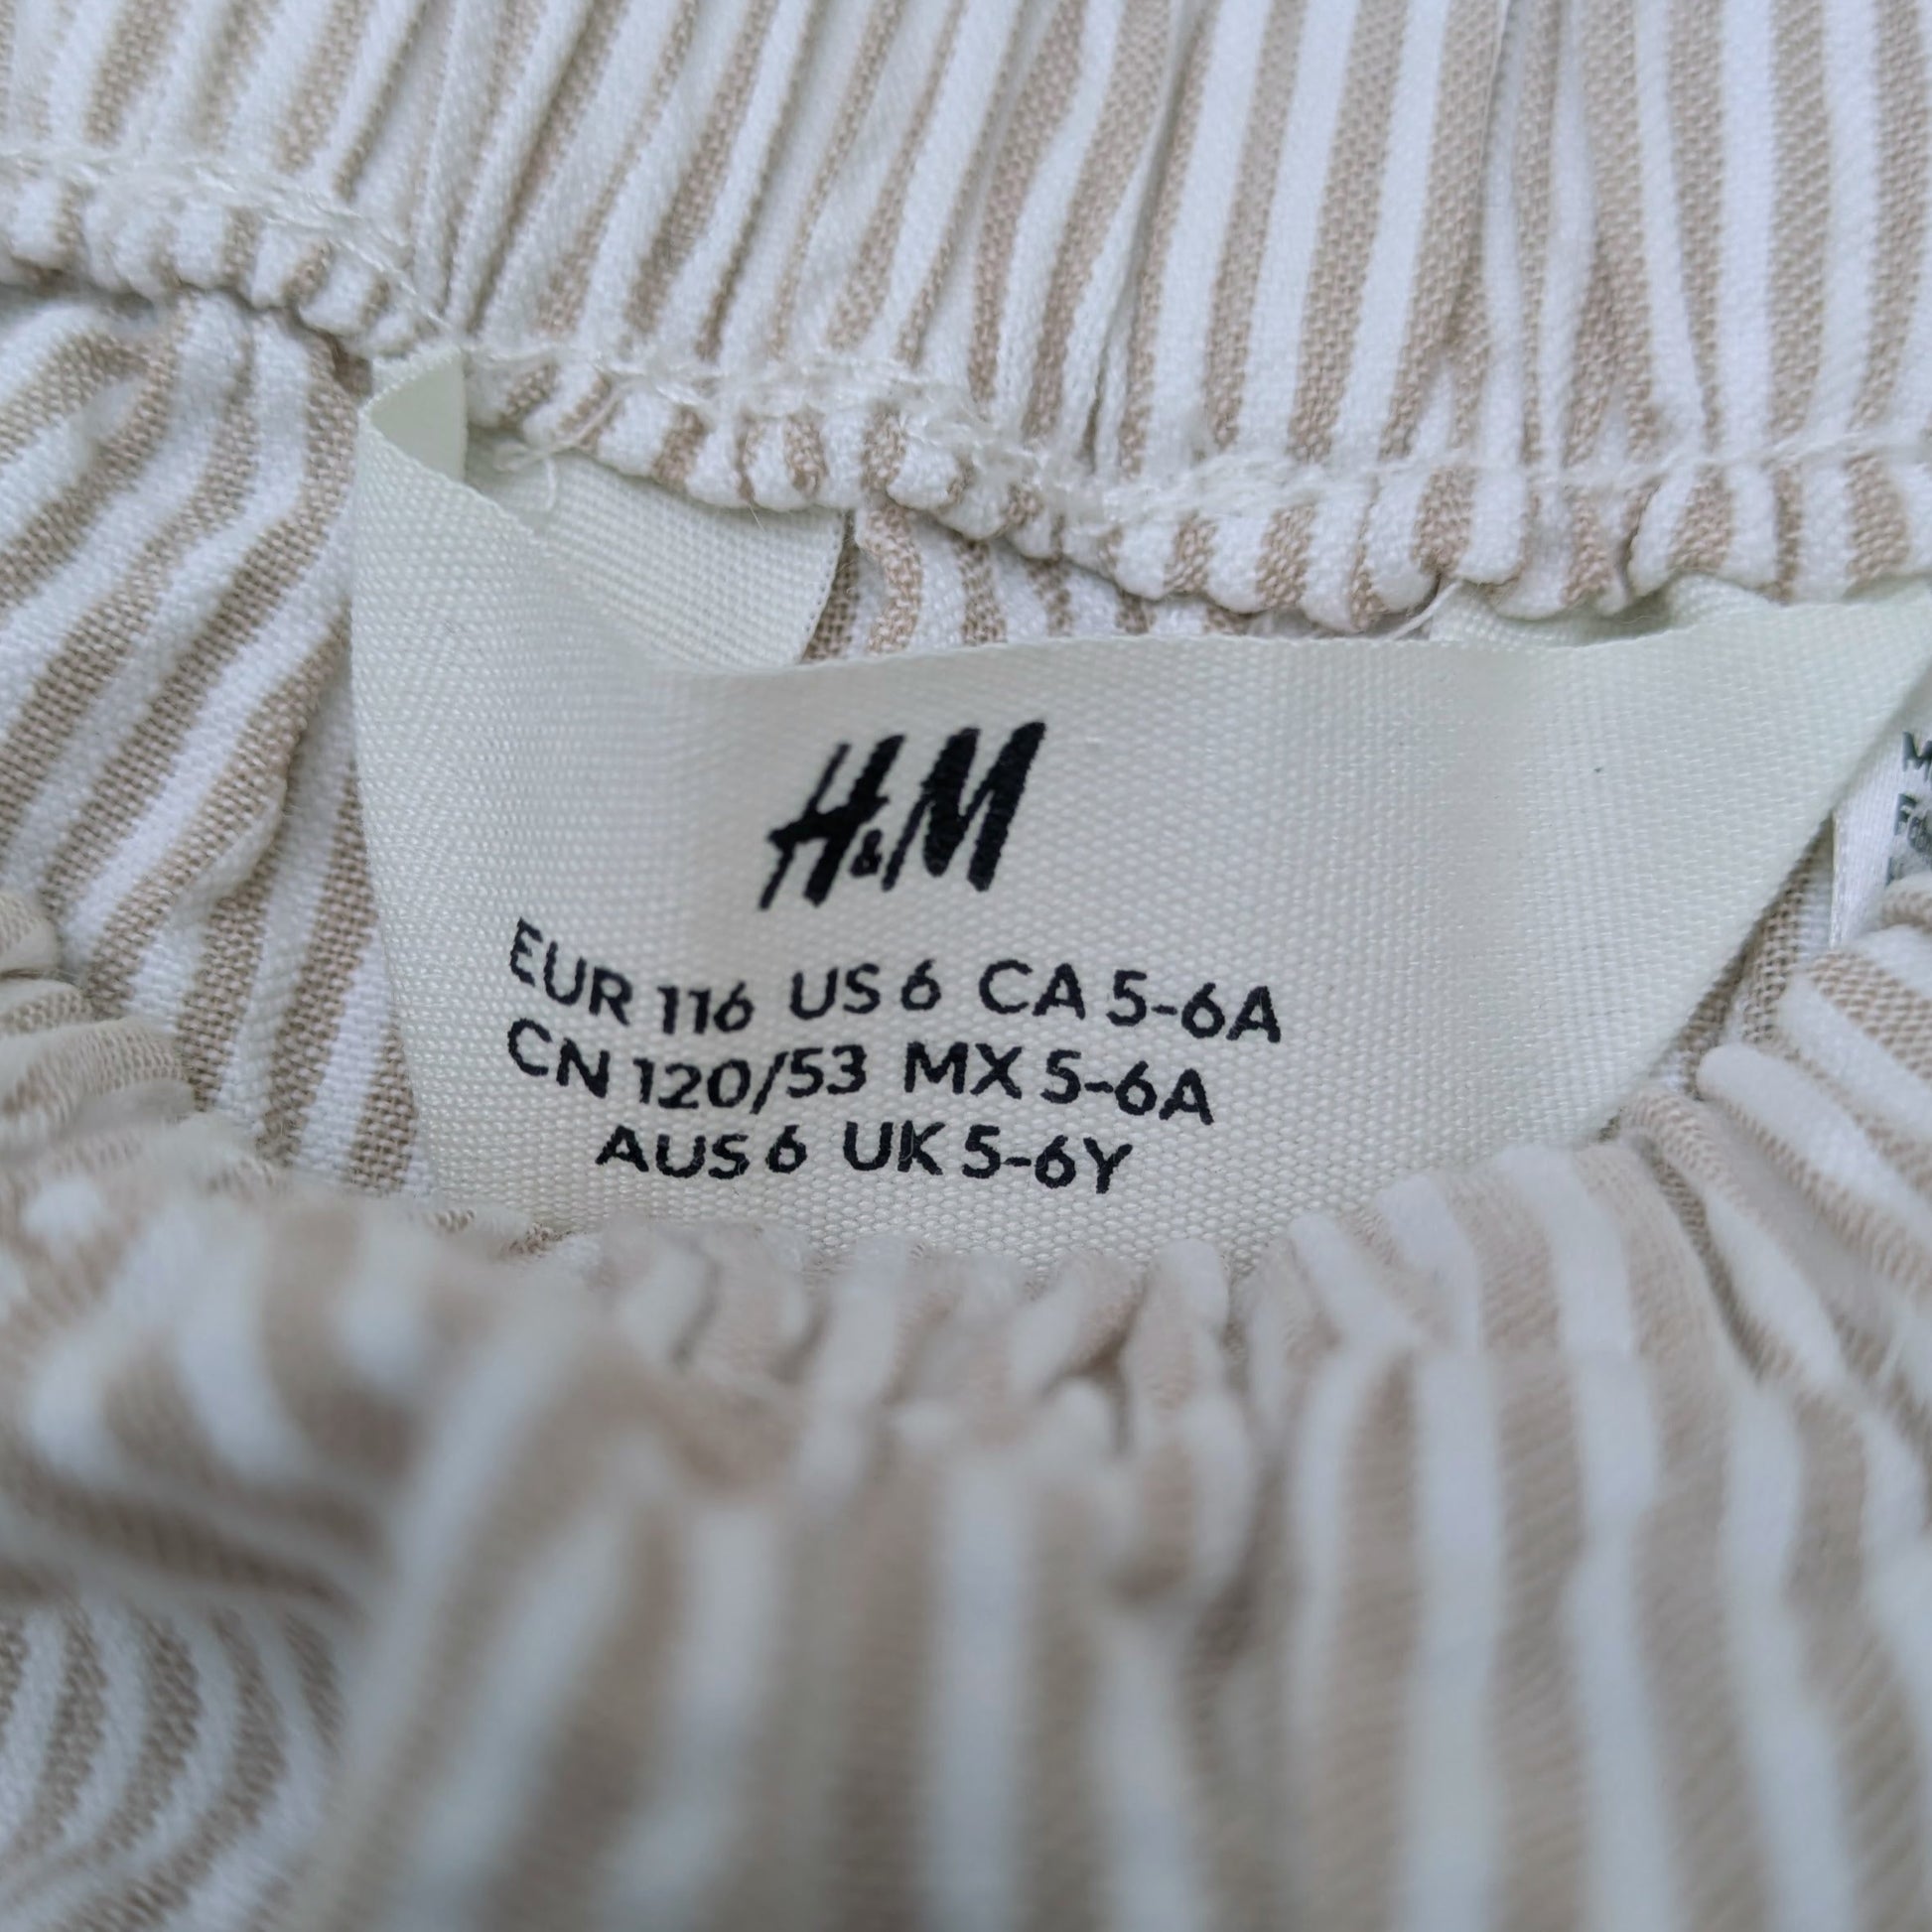 H&M
EUR 116 US 6 CA 5-6A
CN 120/53 MX 5-6A
AUS 6 UK 5-6Y